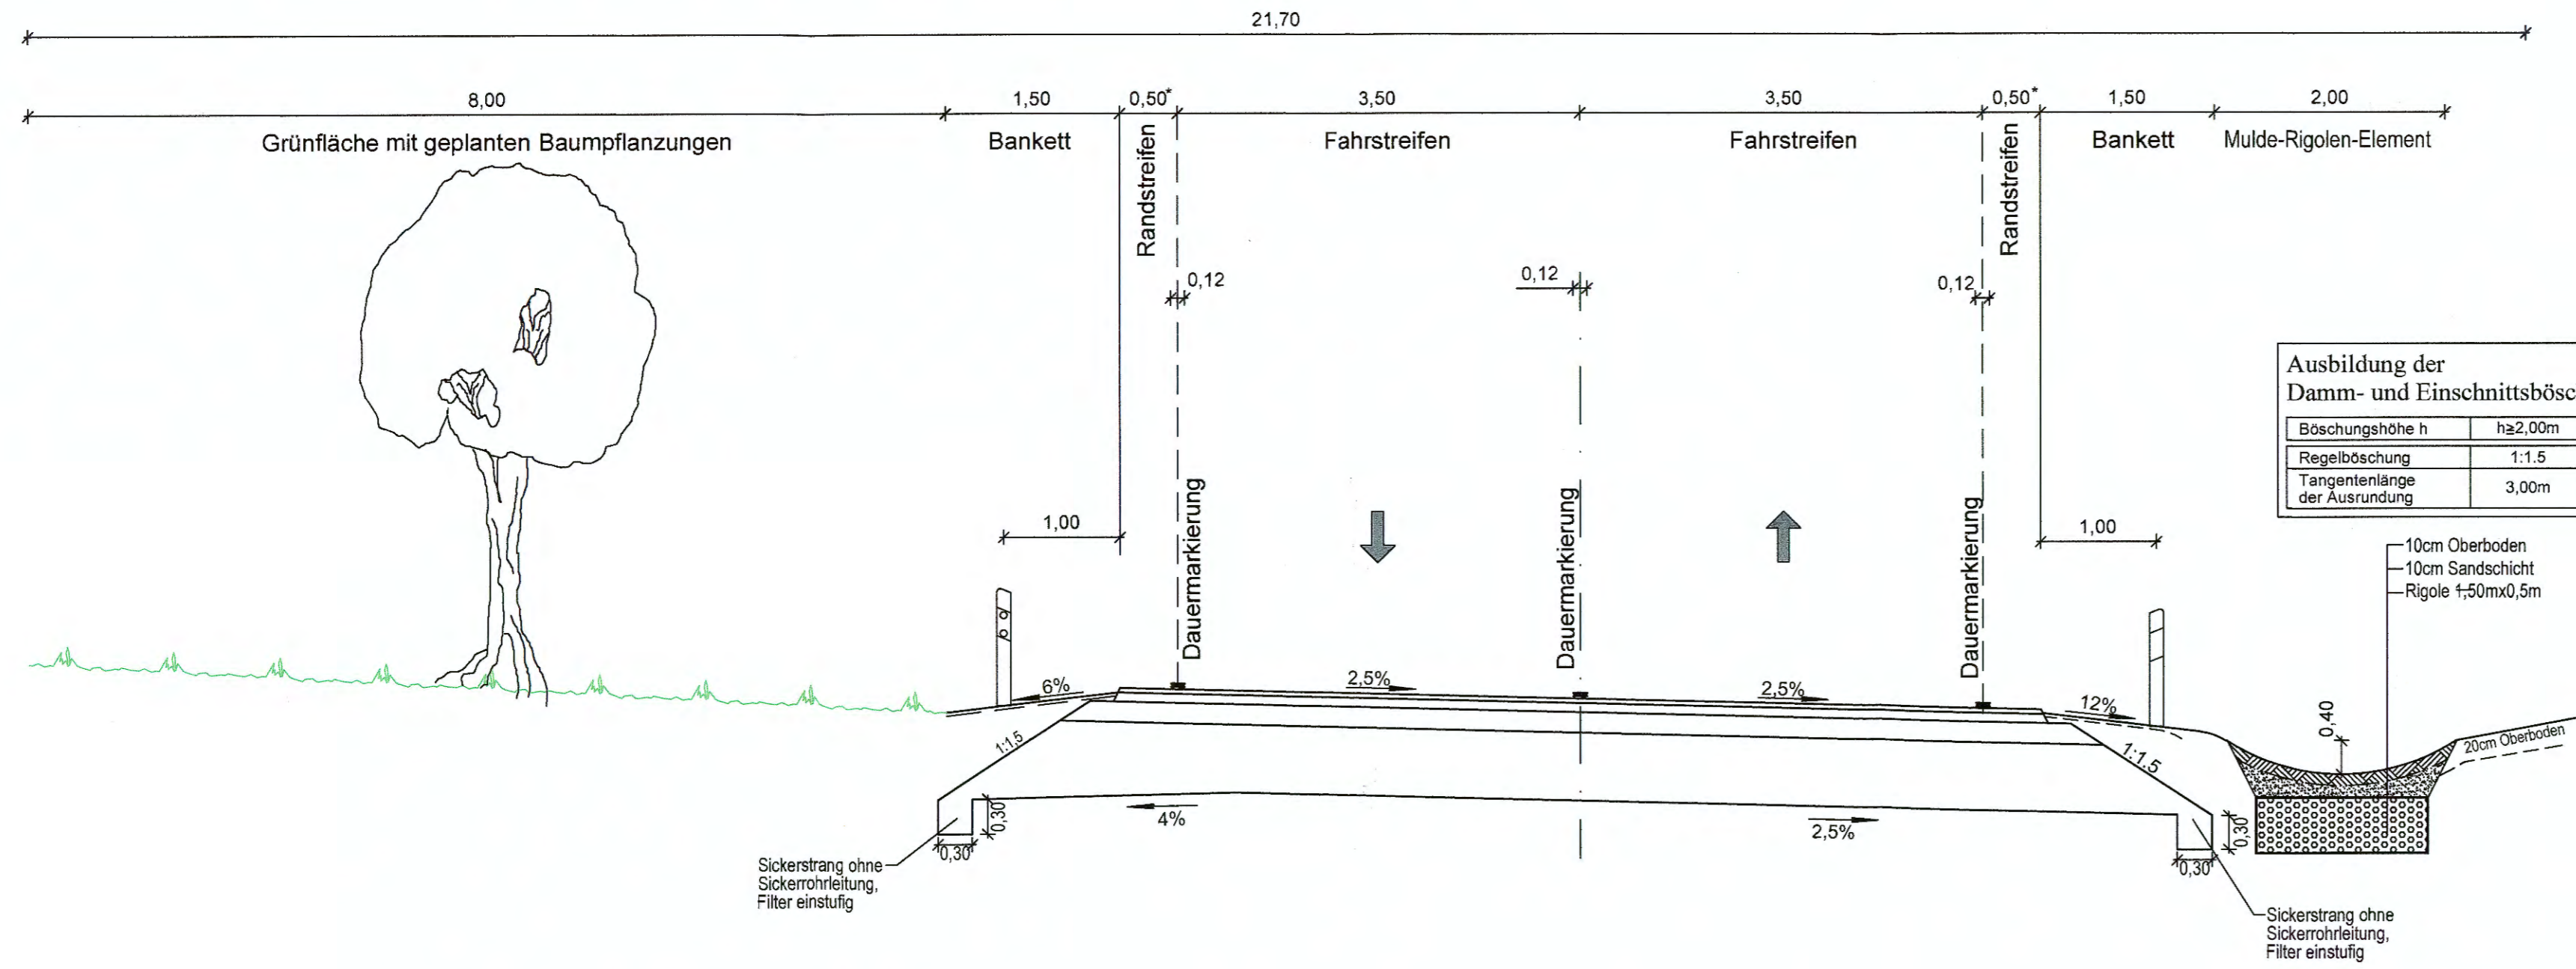 21,70
8,00
1,50
0,50*
3,50
3,50
0,50*
1,50
2,00
Grünfläche mit geplanten Baumpflanzungen
Bankett
Randstreifen
Fahrstreifen
Fahrstreifen
Randstreifen
Bankett
Mulde-Rigolen-Element
0,12
0,12
0,12
Ausbildung der
Damm- und Einschnittsbösc
Böschungshöhe h h≧2,00m
Regelböschung 1:1.5
Tangentenlänge
der Ausrundung 3,00m
Dauermarkierung
Dauermarkierung
Dauermarkierung
1,00
1,00
10cm Oberboden
10cm Sandschicht
Rigole 1,50mx0,5m
6%
2,5%
2,5%
12%
0,40
20cm Oberboden
1:1,5
1:1.5
0,30
0,30
4%
2,5%
0,30
0,30
Sickerstrang ohne
Sickerrohrleitung,
Filter einstufig
Sickerstrang ohne
Sickerrohrleitung,
Filter einstufig